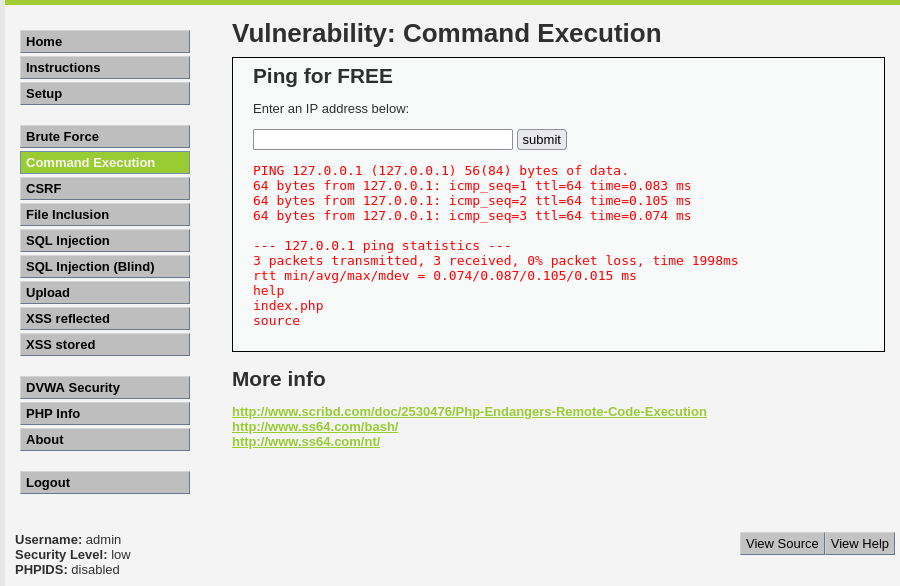 Home
Instructions
Setup
Brute Force
Command Execution
CSRF
File Inclusion
SQL Injection
SQL Injection (Blind)
Upload
XSS reflected
XSS stored
DVWA Security
PHP Info
About
Logout
Vulnerability: Command Execution
Ping for FREE
Enter an IP address below:
submit
PING 127.0.0.1 (127.0.0.1) 56(84) bytes of data.
64 bytes from 127.0.0.1: icmp_seq=1 ttl=64 time=0.083 ms
64 bytes from 127.0.0.1: icmp_seq=2 ttl=64 time=0.105 ms
64 bytes from 127.0.0.1: icmp_seq=3 ttl=64 time=0.074 ms
--- 127.0.0.1 ping statistics ---
3 packets transmitted, 3 received, 0% packet loss, time 1998ms
rtt min/avg/max/mdev = 0.074/0.087/0.105/0.015 ms
help
index.php
source
More info
http://www.scribd.com/doc/2530476/Php-Endangers-Remote-Code-Execution
http://www.ss64.com/bash/
http://www.ss64.com/nt/
Username: admin
Security Level: low
PHPIDS: disabled
View Source View Help